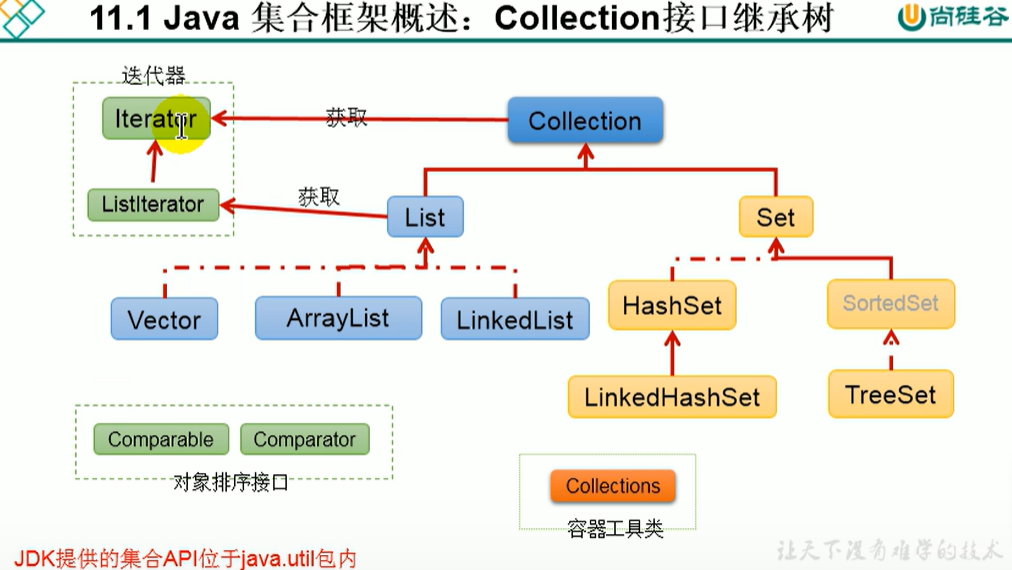 11.1 Java 集合框架概述：Collection接口继承树
尚硅谷
迭代器
Iterator
获取
Collection
ListIterator
获取
List
Set
Vector
ArrayList
LinkedList
HashSet
SortedSet
LinkedHashSet
TreeSet
Comparable
Comparator
对象排序接口
Collections
容器工具类
JDK提供的集合API位于java.util包内
让天下没有难学的技术